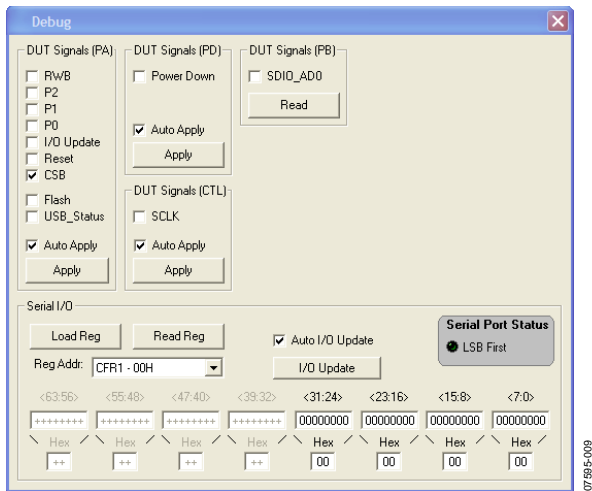 Debug
DUT Signals (PA)
RWB
P2
P1
P0
I/O Update
Reset
CSB
Flash
USB_Status
Auto Apply
Apply
DUT Signals (PD)
Power Down
Auto Apply
Apply
DUT Signals (CTL)
SCLK
Auto Apply
Apply
DUT Signals (PB)
SDIO_AD0
Read
Serial I/O
Load Reg Read Reg
Auto I/O Update
Reg Addr: CFR1 - 00H
I/O Update
Serial Port Status
LSB First
<63:56> <55:48> <47:40> <39:32> <31:24> <23:16> <15:8> <7:0>
++++++++ ++++++++ ++++++++ ++++++++ 00000000 00000000 00000000 00000000
\ Hex / \ Hex / \ Hex / \ Hex / \ Hex / \ Hex / \ Hex / \ Hex /
++ ++ ++ ++ 00 00 00 00
07595-009